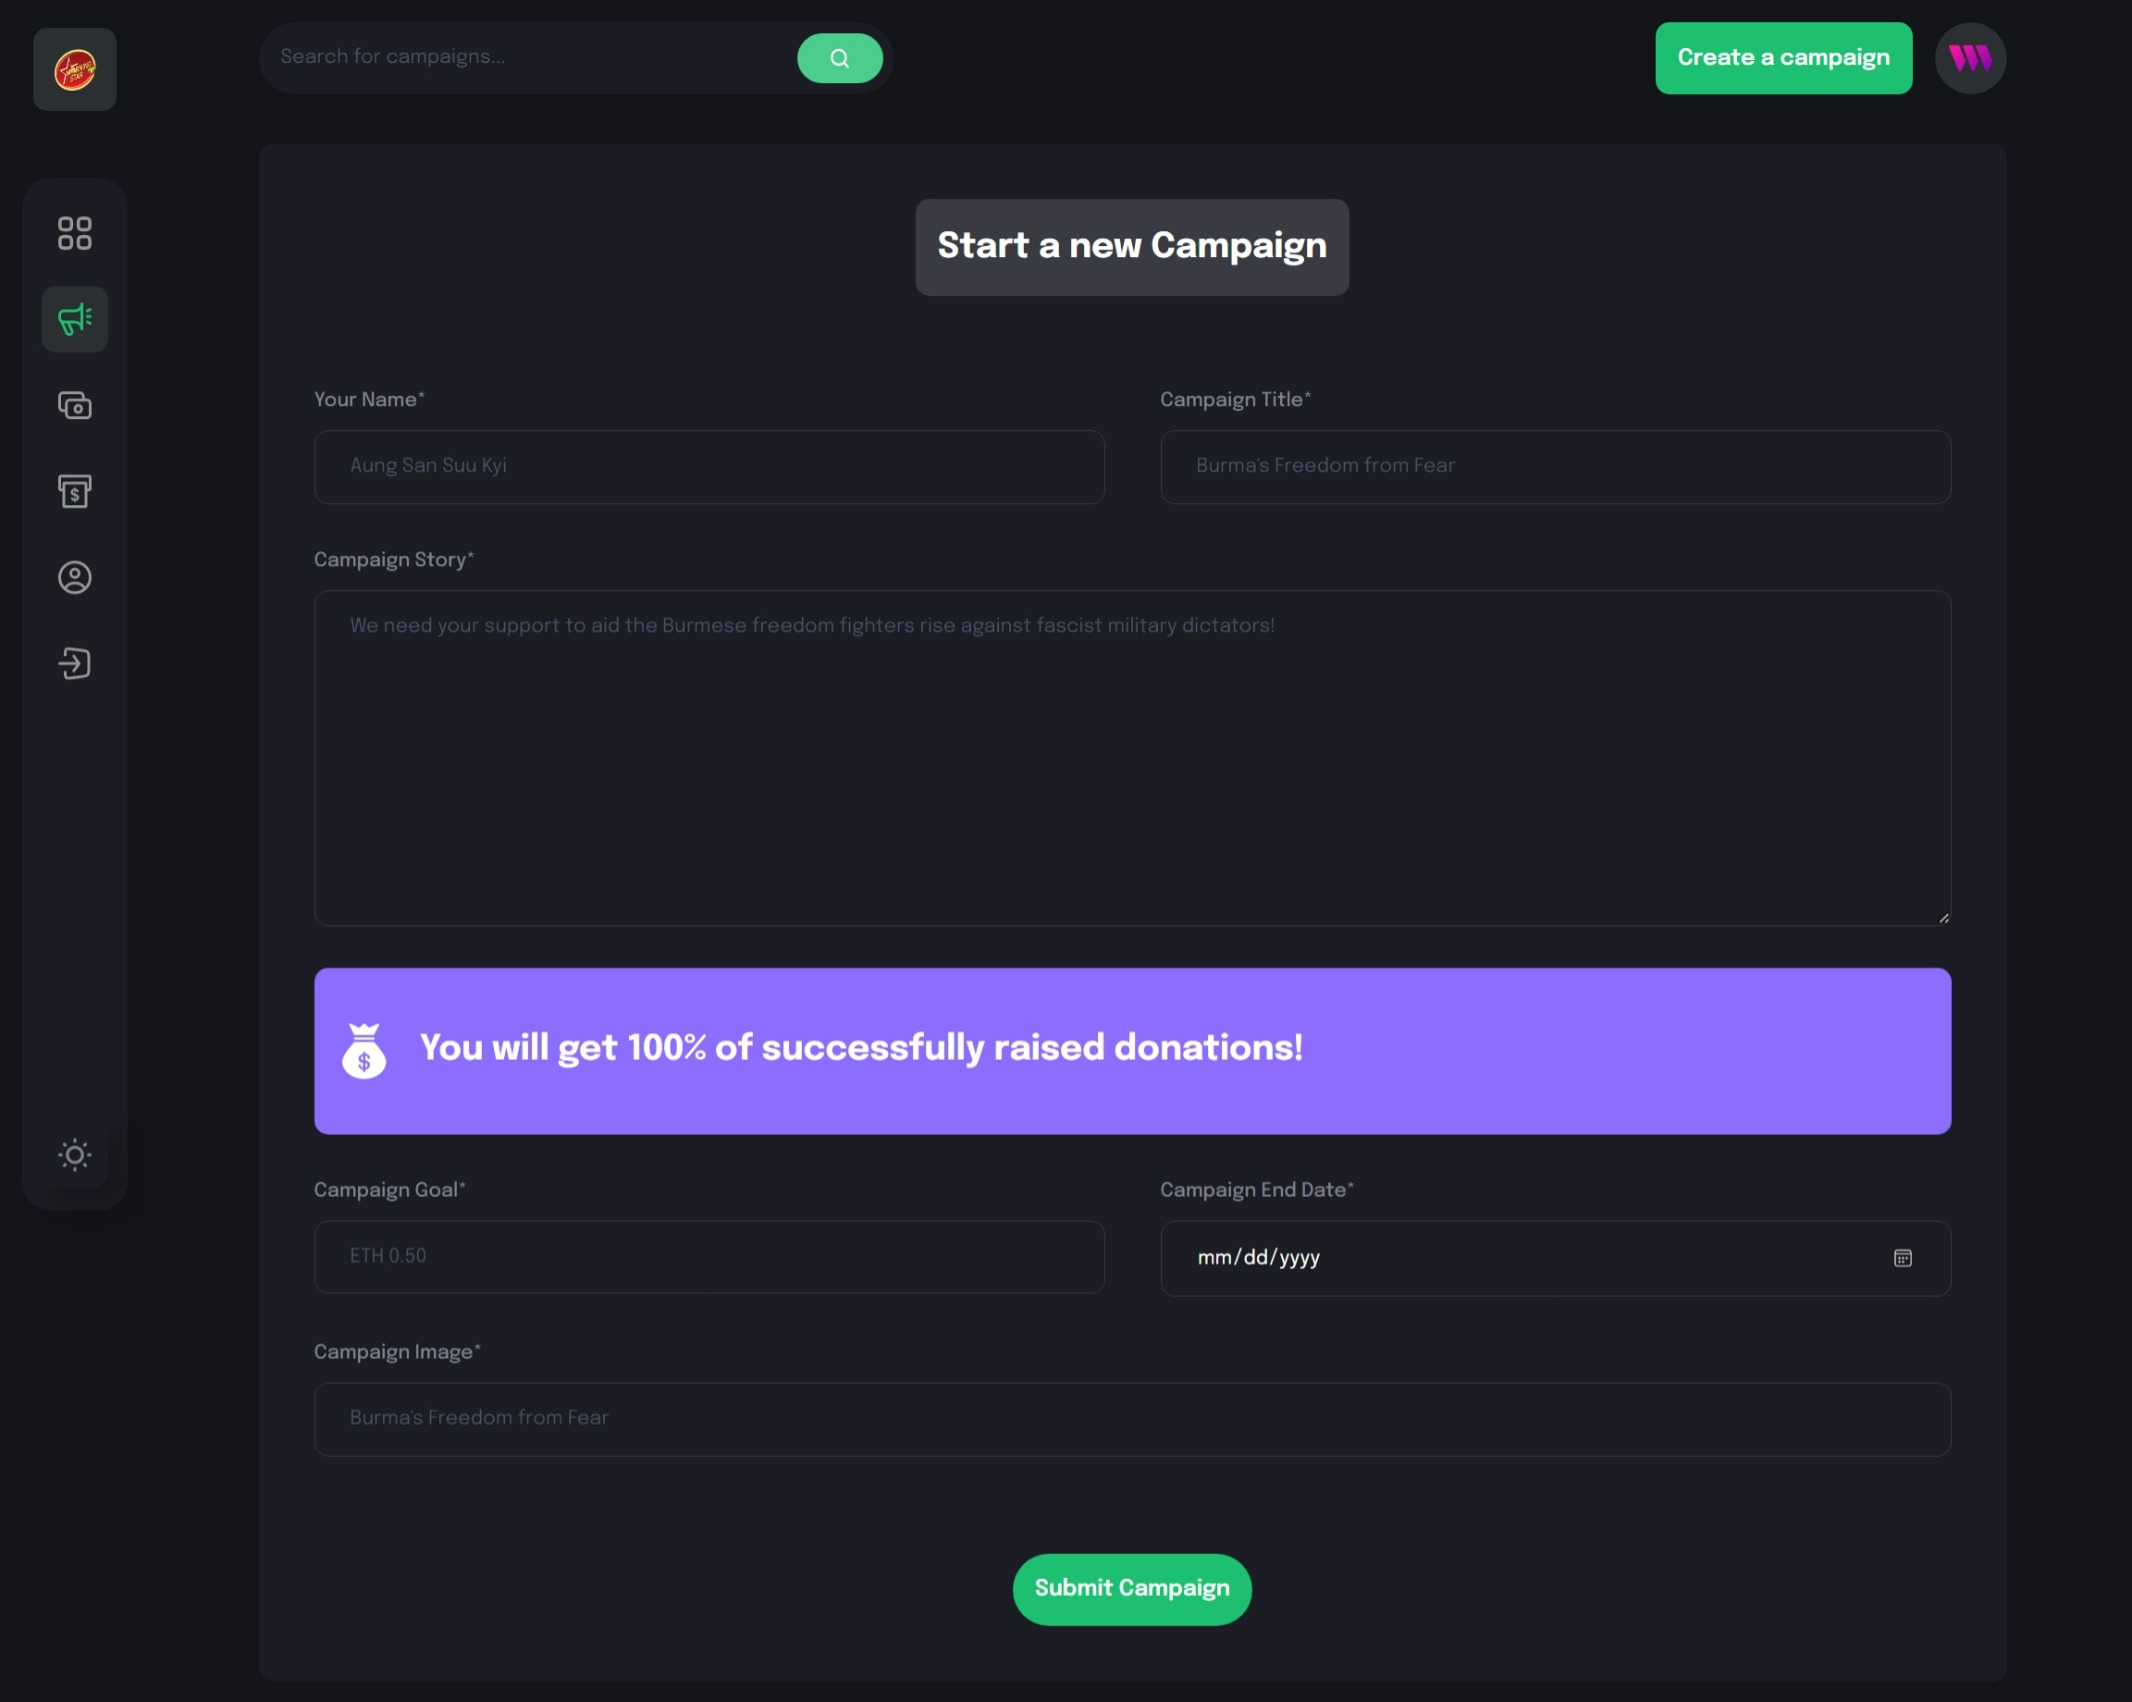 Search for campaigns...
Create a campaign
Start a new Campaign
Your Name*
Campaign Title*
Aung San Suu Kyi
Burma's Freedom from Fear
Campaign Story*
We need your support to aid the Burmese freedom fighters rise against fascist military dictators!
You will get 100% of successfully raised donations!
Campaign Goal*
Campaign End Date*
ETH 0.50
mm/dd/yyyy
Campaign Image*
Burma's Freedom from Fear
Submit Campaign